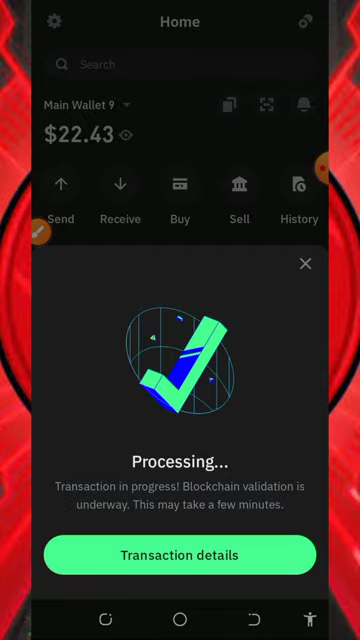 Home
Search
Main Wallet 9
$22.43
Send Receive Buy Sell History
Processing...
Transaction in progress! Blockchain validation is
underway. This may take a few minutes.
Transaction details